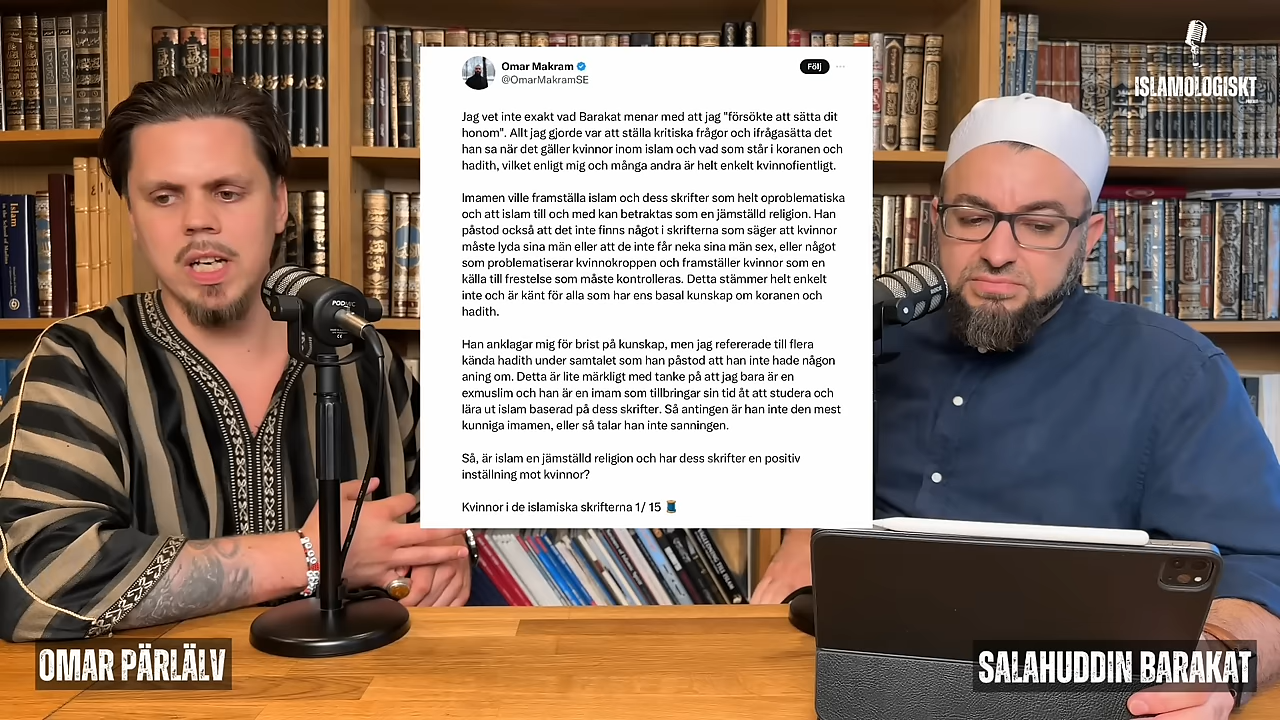 Omar Makram
@OmarMakramSE
Följ
Jag vet inte exakt vad Barakat menar med att jag "försökte att sätta dit
honom". Allt jag gjorde var att ställa kritiska frågor och ifrågasätta det
han sa när det gäller kvinnor inom islam och vad som står i koranen och
hadith, vilket enligt mig och många andra är helt enkelt kvinnofientligt.
Imamen ville framställa islam och dess skrifter som helt oproblematiska
och att islam till och med kan betraktas som en jämställd religion. Han
påstod också att det inte finns något i skrifterna som säger att kvinnor
måste lyda sina män eller att de inte får neka sina män sex, eller något
som problematiserar kvinnokroppen och framställer kvinnor som en
källa till frestelse som måste kontrolleras. Detta stämmer helt enkelt
inte och är känt för alla som har ens basal kunskap om koranen och
hadith.
Han anklagar mig för brist på kunskap, men jag refererade till flera
kända hadith under samtalet som han påstod att han inte hade någon
aning om. Detta är lite märkligt med tanke på att jag bara är en
exmuslim och han är en imam som tillbringar sin tid åt att studera och
lära ut islam baserad på dess skrifter. Så antingen är han inte den mest
kunniga imamen, eller så talar han inte sanningen.
Så, är islam en jämställd religion och har dess skrifter en positiv
inställning mot kvinnor?
Kvinnor i de islamiska skrifterna 1/ 15
ISLAMOLOGISKT
Islam
PODMIC
OMAR PÄRLÄLV
SALAHUDDIN BARAKAT